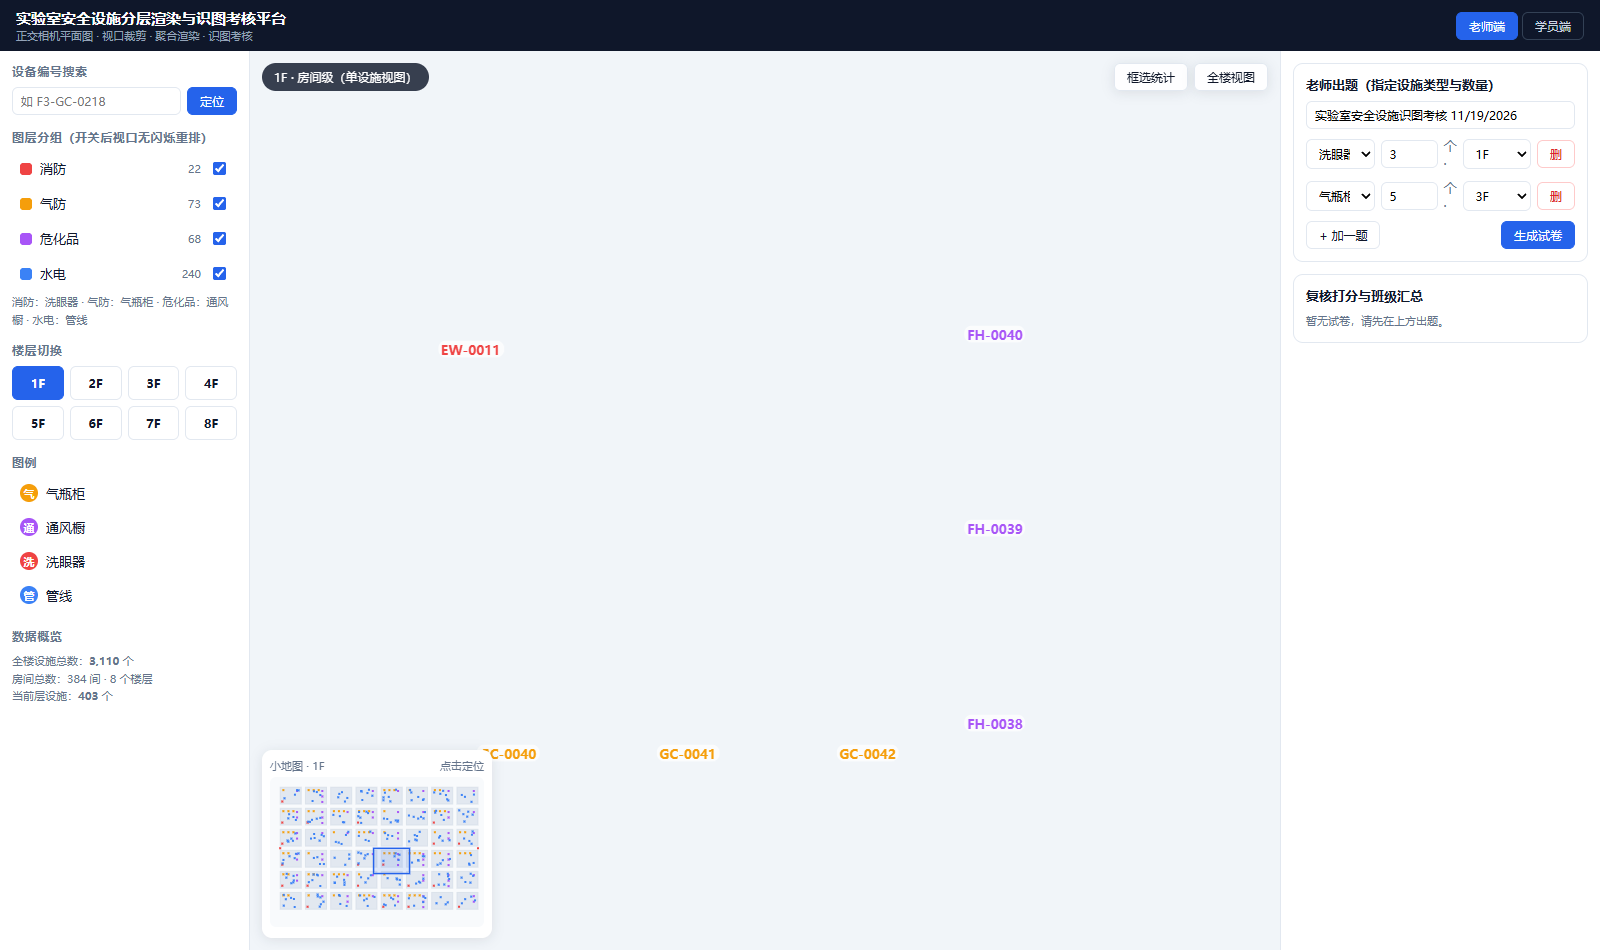 实验室安全设施分层渲染与识图考核平台
正交相机平面图 · 视口裁剪 · 聚合渲染 · 识图考核
老师端
学员端
设备编号搜索
如 F3-GC-0218
定位
图层分组（开关后视口无闪烁重排）
消防 22
气防 73
危化品 68
水电 240
消防：洗眼器 · 气防：气瓶柜 · 危化品：通风
橱 · 水电：管线
楼层切换
1F 2F 3F 4F
5F 6F 7F 8F
图例
气 气瓶柜
通 通风橱
洗 洗眼器
管 管线
数据概览
全楼设施总数：3,110 个
房间总数：384 间 · 8 个楼层
当前层设施：403 个
1F · 房间级（单设施视图）
框选统计
全楼视图
FH-0040
EW-0011
FH-0039
FH-0038
C-0040
GC-0041
GC-0042
小地图 · 1F
点击定位
老师出题（指定设施类型与数量）
实验室安全设施识图考核 11/19/2026
洗眼器 3 个 · 1F 删
气瓶柜 5 个 · 3F 删
+ 加一题
生成试卷
复核打分与班级汇总
暂无试卷，请先在上方出题。